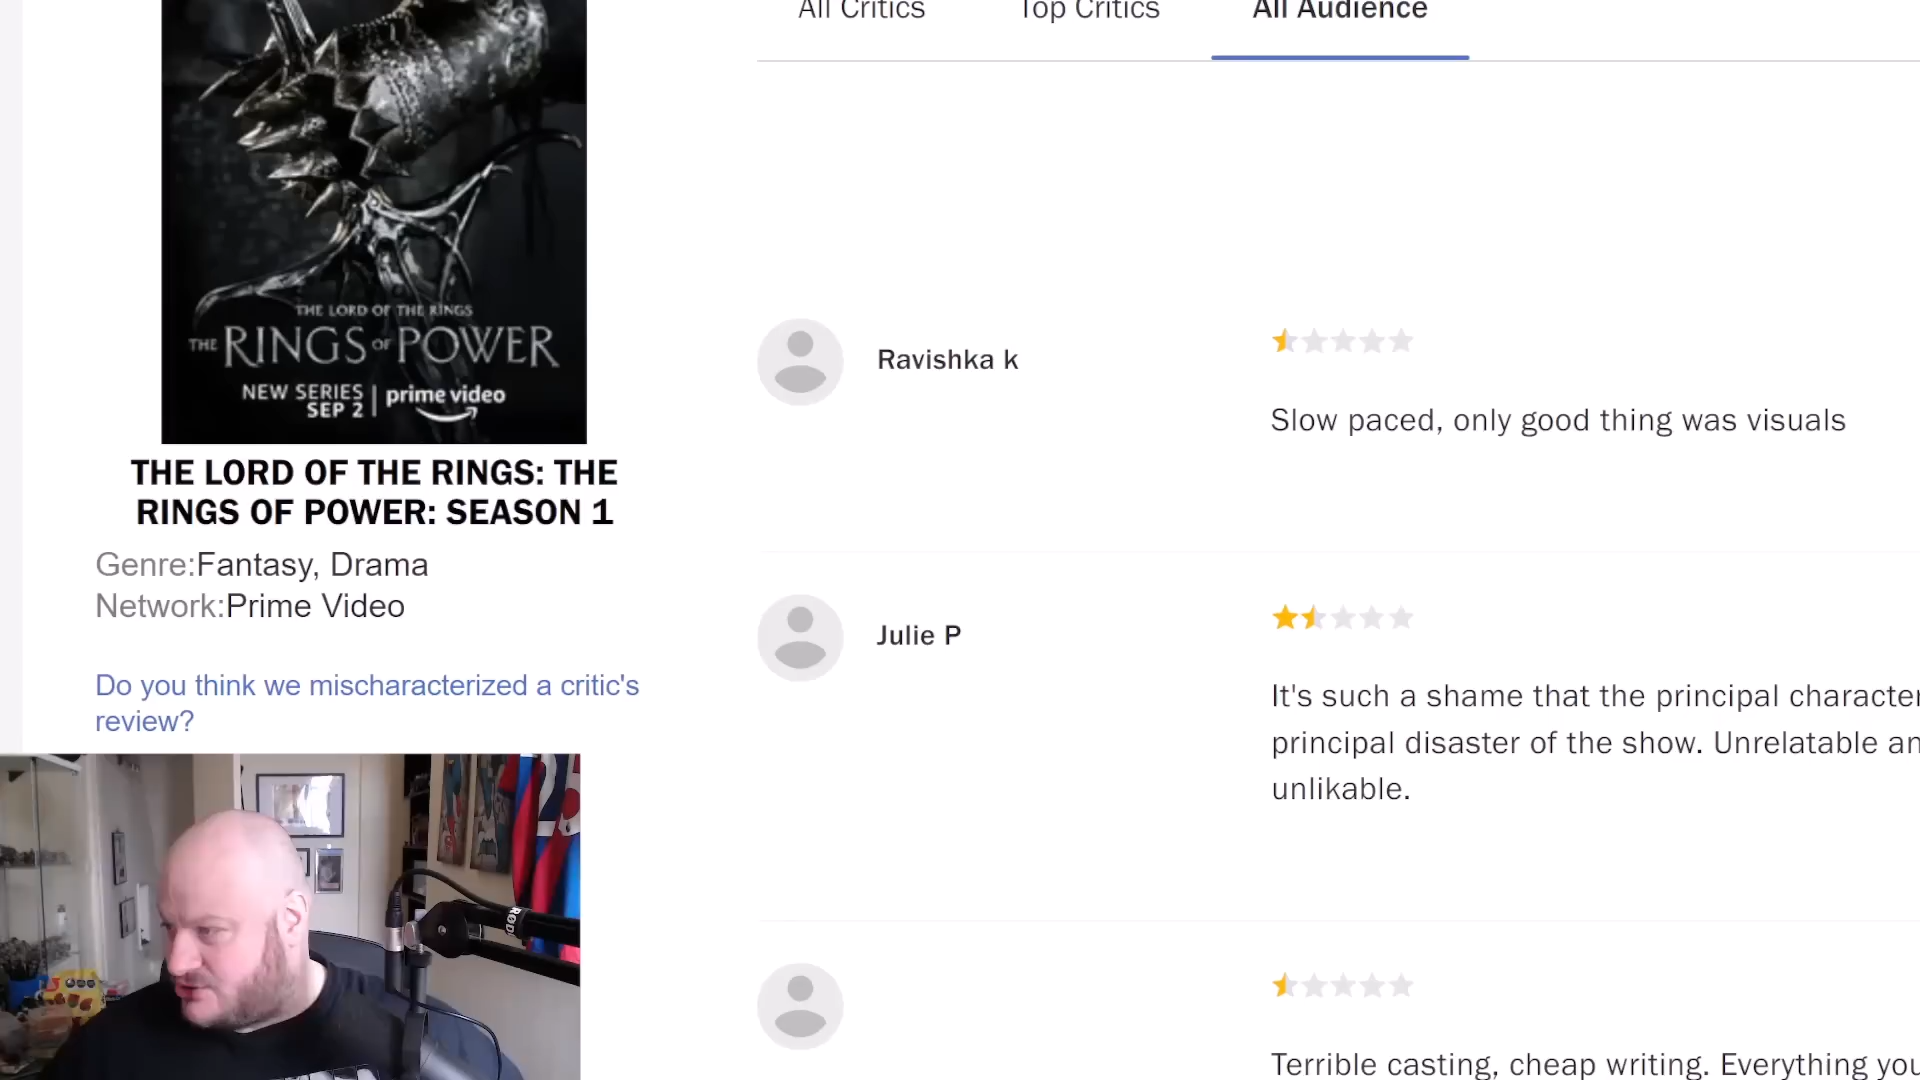 All Critics
Top Critics
All Audience
THE LORD OF THE RINGS
THE RINGS OF POWER
NEW SERIES
SEP 2
prime video
THE LORD OF THE RINGS: THE
RINGS OF POWER: SEASON 1
Genre:Fantasy, Drama
Network:Prime Video
Do you think we mischaracterized a critic's
review?
Ravishka k
Slow paced, only good thing was visuals
Julie P
It's such a shame that the principal character
principal disaster of the show. Unrelatable an
unlikable.
Terrible casting, cheap writing. Everything you
RØDE